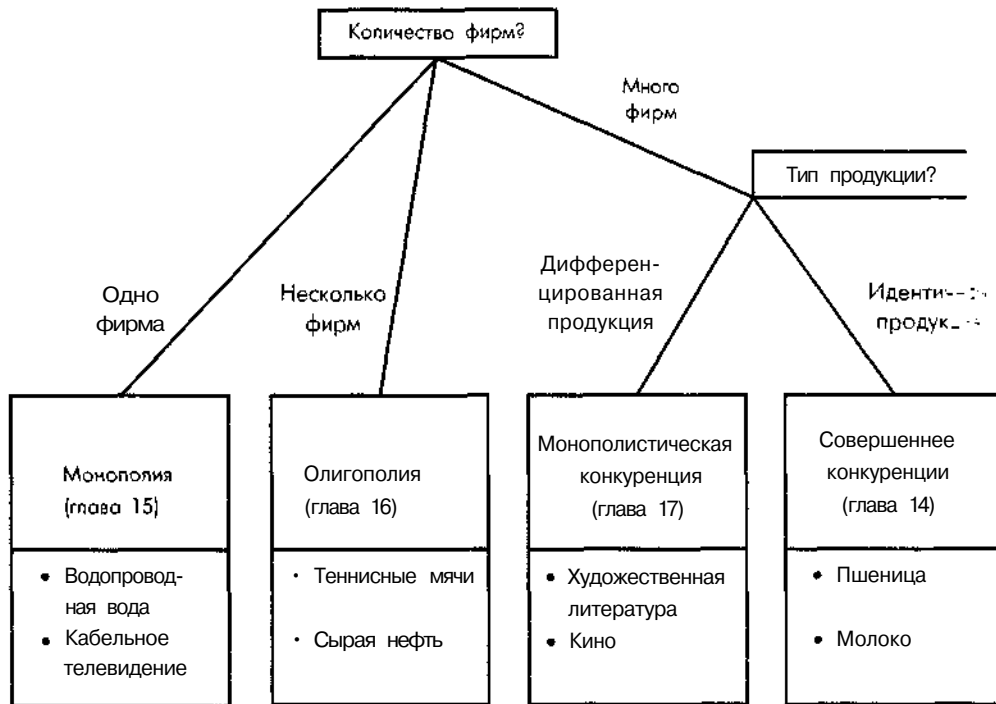 Количество фирм?
Много
фирм
Тип продукции?
Одно
фирма
Несколько
фирм
Дифферен-
цированная
продукция
Монополия
(глава 15)
Олигополия
(глава 16)
Монополистическая
конкуренция
(глава 17)
Совершеннее
конкуренции
(глава 14)
• Водопровод-
ная вода
• Кабельное
телевидение
• Теннисные мячи
• Сырая нефть
• Художественная
литература
• Кино
• Пшеница
• Молоко